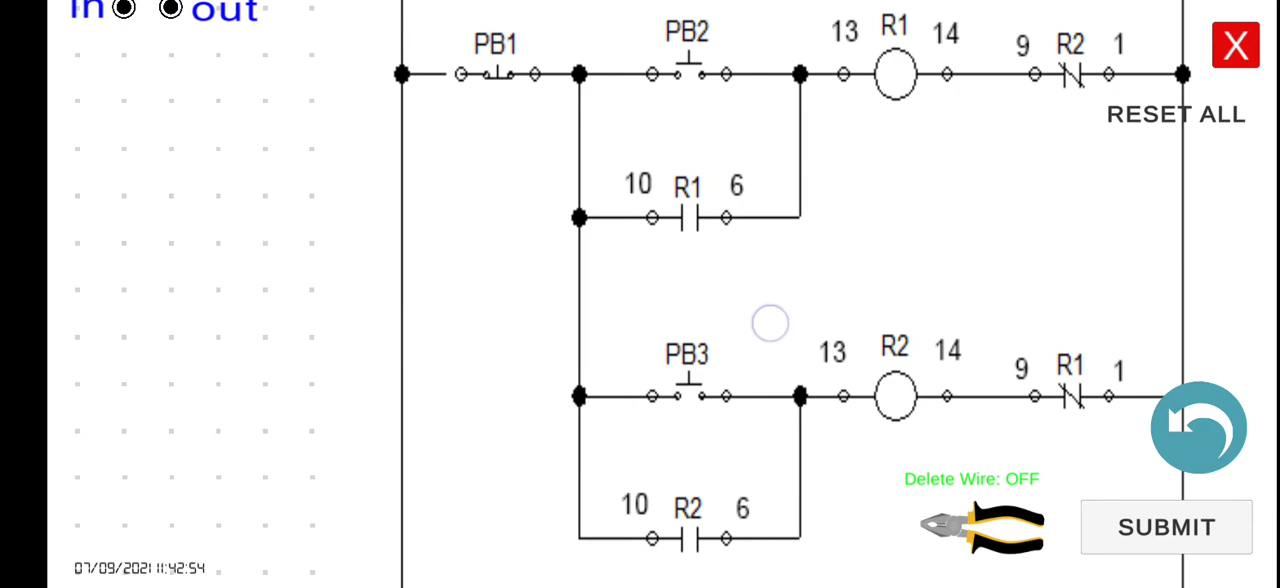 In out
PB1
PB2
13 R1 14
9 R2 1
X
RESET ALL
10 R1 6
PB3
13 R2 14
9 R1 1
Delete Wire: OFF
10 R2 6
SUBMIT
07/09/2021 11:42:54